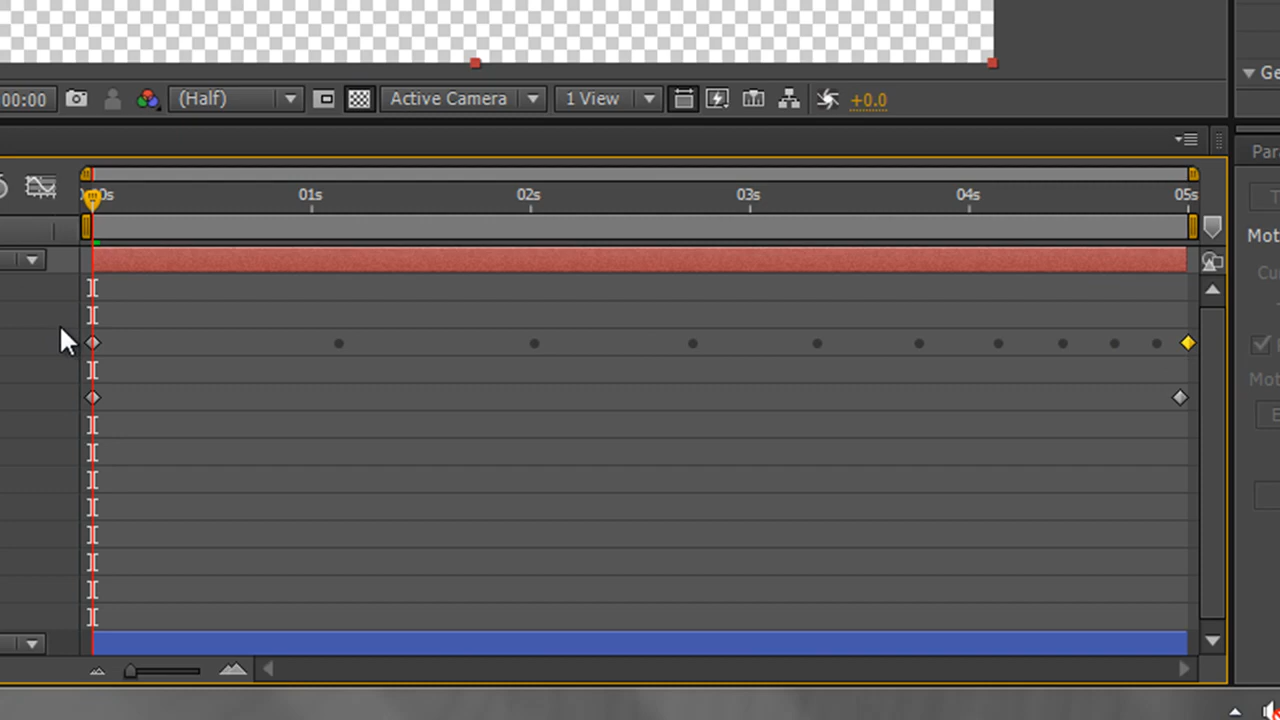 Ge
00:00 (Half) Active Camera 1 View +0.0
Par
0s 01s 02s 03s 04s 05s
T
Mot
Cu
Mot
E